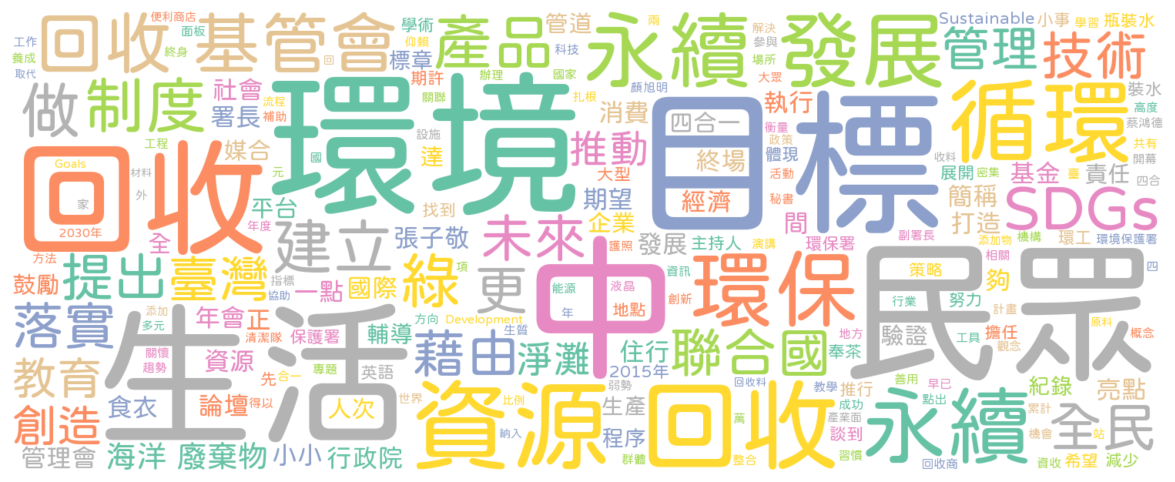 便利商店
面板
學術
管道
Sustainable
小事
學習
瓶裝水
工作
養成
取代
終身
回收基管會
回
仰賴
標章
產品
科技
兩
永續發展
解決
參與
場所
管理
技術
裝水
高度
蔡鴻德
做
制度
社會
署長
流程
補助
期許
關聯
辦理
國家
扎根
顏旭明
大眾
執行
衡量
政策
活動
秘書
體現
循環
共有
開幕
環境
目標
四合一
終場
經濟
收料
密集
展開
臺
四合
基金
責任
工程
媒合
國
元
設施
達
消費
推動
大型
期望
企業
間
簡稱
打造
SDGs
回收
Goals
家
2030年
材料
外
平台
年度
找到
全
建立
張子敬
未來
護照
發展
主持人
演講
環保署
副署長
添加物
機構
相關
環工
環境保護署
方法
鼓勵
提出
臺灣
指標
協助
一點
國際
綠
項
更
中
能源
年
液晶
地點
資訊
創新
環保
民眾
策略
行業
驗證
夠
努力
計畫
擔任
觀念
工具
原料
概念
四
落實
添加
多元
年會
清潔隊
正
保護署
輔導
方向
Development
生質
藉由
淨灘
住行
2015年
聯合國
地方
奉茶
生活
教育
關懷
趨勢
資源
先
合一
專題
英語
世界
弱勢
回收料
教學
推行
善用
早已
點出
紀錄
亮點
創造
食衣
論壇
得以
人次
資源回收
比例
納入
生產
程序
群體
萬
整合
成功
產業面
談到
習慣
永續
回收商
累計
機會
站
全民
資收
希望
減少
管理會
海洋
廢棄物
小小
行政院